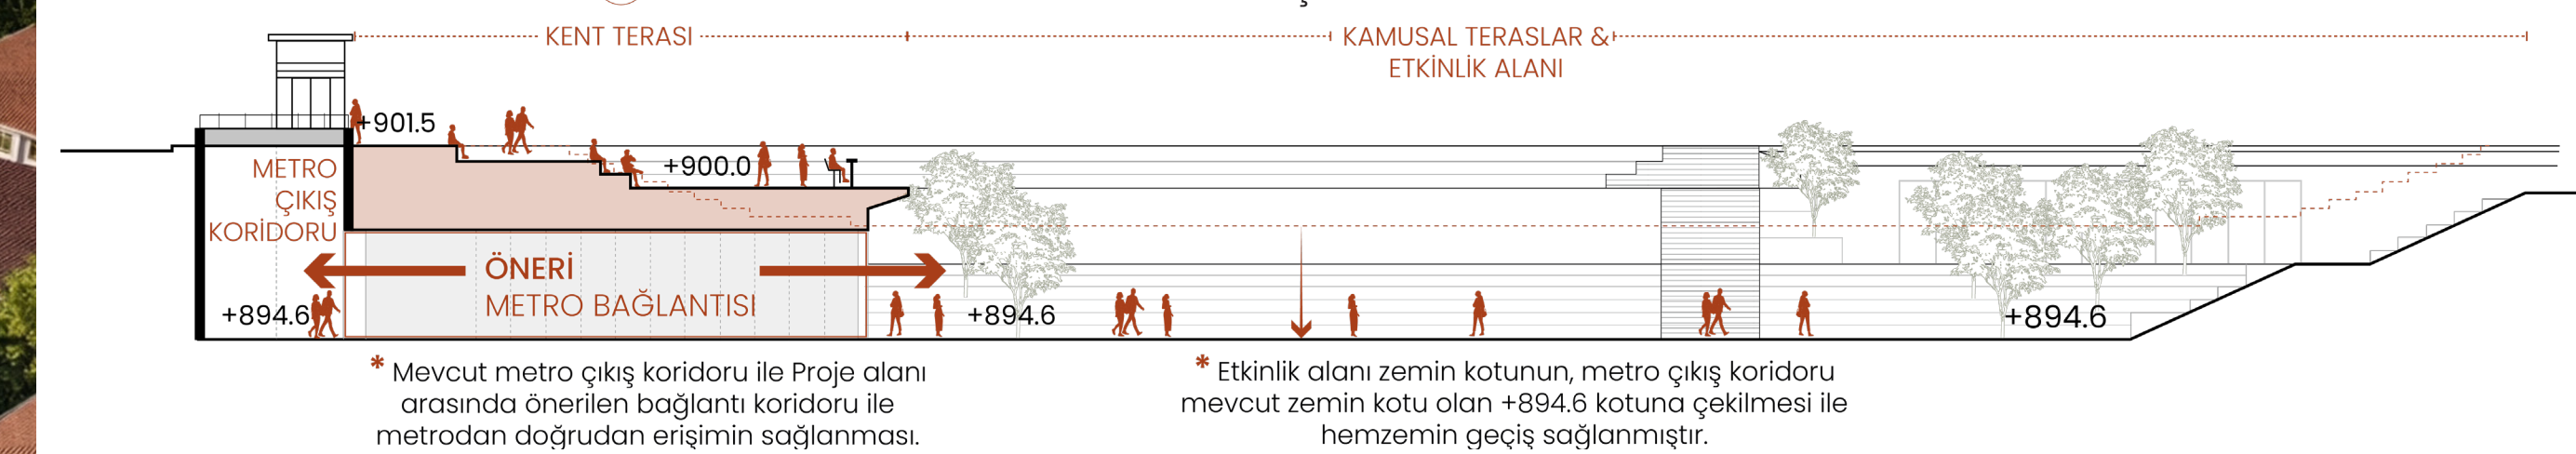 KENT TERASI
KAMUSAL TERASLAR &
ETKİNLİK ALANI
+901.5
+900.0
METRO
ÇIKIŞ
KORİDORU
ÖNERİ
METRO BAĞLANTISI
+894.6
+894.6
+894.6
* Mevcut metro çıkış koridoru ile Proje alanı
arasında önerilen bağlantı koridoru ile
metrodan doğrudan erişimin sağlanması.
* Etkinlik alanı zemin kotunun, metro çıkış koridoru
mevcut zemin kotu olan +894.6 kotuna çekilmesi ile
hemzemin geçiş sağlanmıştır.